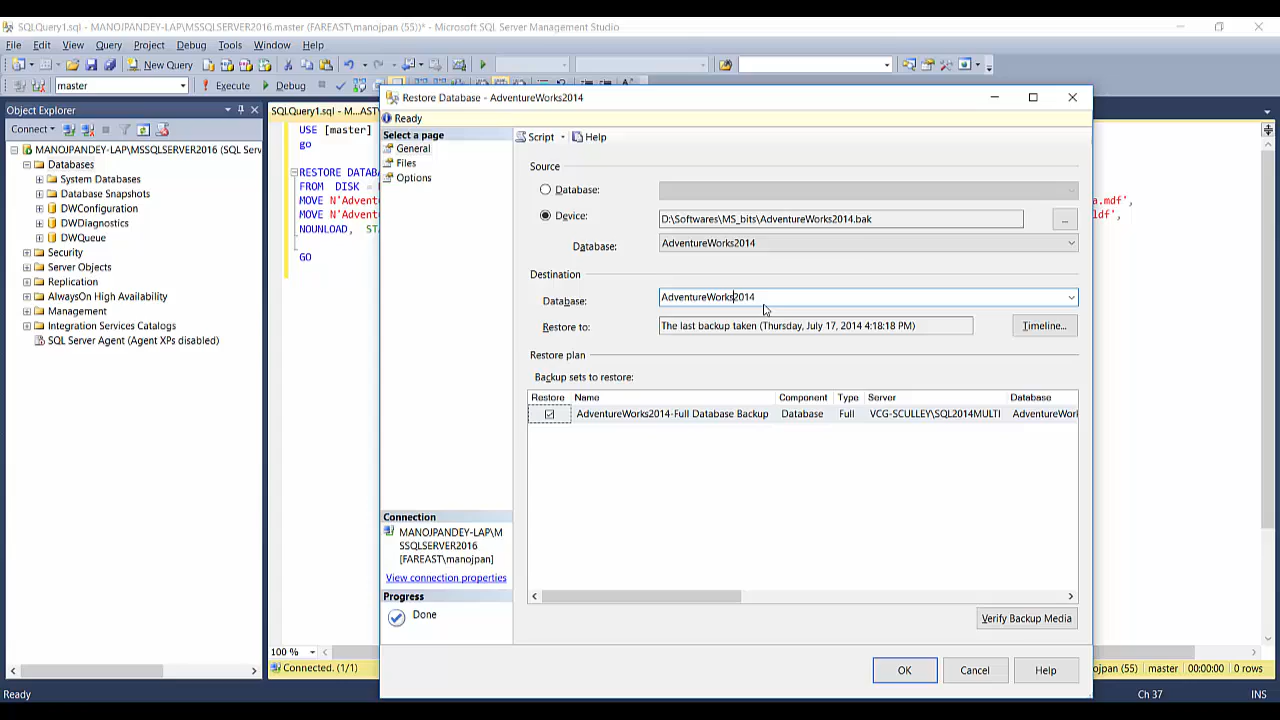 SQLQuery1.sql - MANOJPANDEY-LAP\MSSQLSERVER2016.master (FAREAST\manojpan (55))* - Microsoft SQL Server Management Studio
File Edit View Query Project Debug Tools Window Help
New Query
master Execute Debug
Object Explorer
Connect
MANOJPANDEY-LAP\MSSQLSERVER2016 (SQL Serv
Databases
System Databases
Database Snapshots
DWConfiguration
DWDiagnostics
DWQueue
Security
Server Objects
Replication
AlwaysOn High Availability
Management
Integration Services Catalogs
SQL Server Agent (Agent XPs disabled)
SQLQuery1.sql - M...AST
USE [master]
go
RESTORE DATABA
FROM DISK =
MOVE N'Advent a.mdf',
MOVE N'Advent ldf',
NOUNLOAD, STA
GO
100 %
Connected. (1/1)
ojpan (55) master 00:00:00 0 rows
Restore Database - AdventureWorks2014
Ready
Select a page
General
Files
Options
Connection
MANOJPANDEY-LAP\M
SSQLSERVER2016
[FAREAST\manojpan]
View connection properties
Progress
Done
Script Help
Source
Database:
Device: D:\Softwares\MS_bits\AdventureWorks2014.bak ...
Database: AdventureWorks2014
Destination
Database: AdventureWorks2014
Restore to: The last backup taken (Thursday, July 17, 2014 4:18:18 PM) Timeline...
Restore plan
Backup sets to restore:
Restore Name Component Type Server Database
AdventureWorks2014-Full Database Backup Database Full VCG-SCULLEY\SQL2014MULTI AdventureWorl
Verify Backup Media
OK Cancel Help
Ready Ch 37 INS